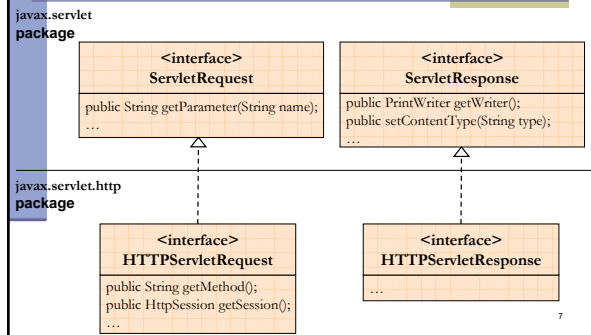 javax.servlet
package
<interface>
ServletRequest
public String getParameter(String name);
…
<interface>
ServletResponse
public PrintWriter getWriter();
public setContentType(String type);
…
javax.servlet.http
package
<interface>
HTTPServletRequest
public String getMethod();
public HttpSession getSession();
…
<interface>
HTTPServletResponse
…
7